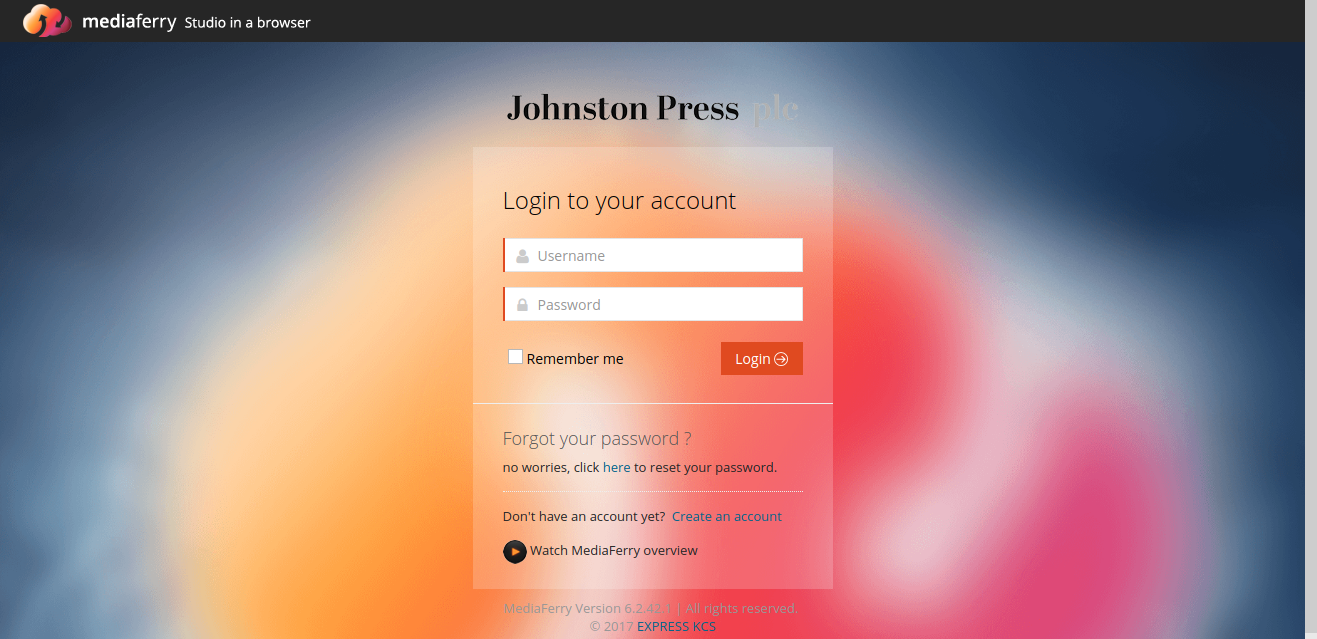 mediaferry Studio in a browser
Johnston Press plc
Login to your account
Username
Password
Remember me
Login
Forgot your password ?
no worries, click here to reset your password.
Don't have an account yet? Create an account
Watch MediaFerry overview
MediaFerry Version 6.2.42.1 | All rights reserved.
© 2017 EXPRESS KCS